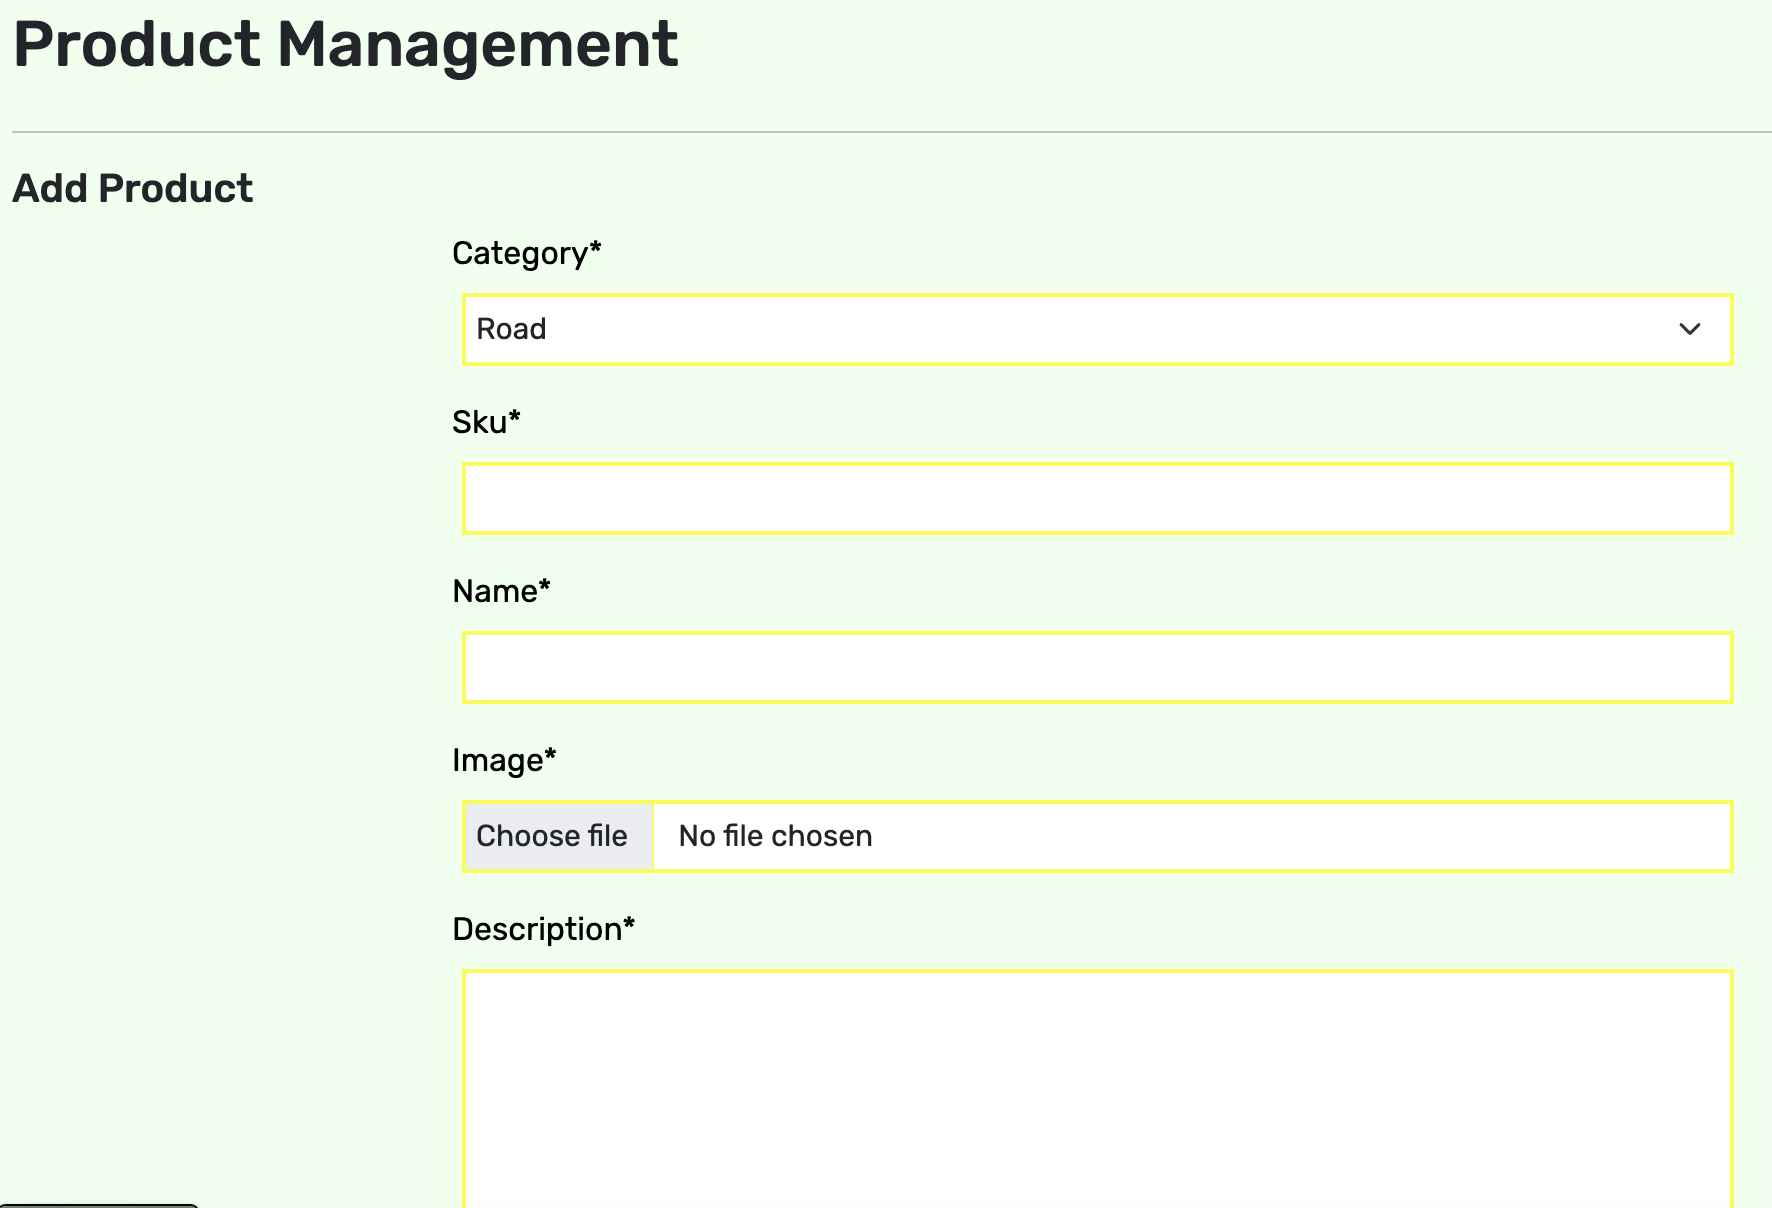 Product Management
Add Product
Category*
Road
Sku*
Name*
Image*
Choose file No file chosen
Description*